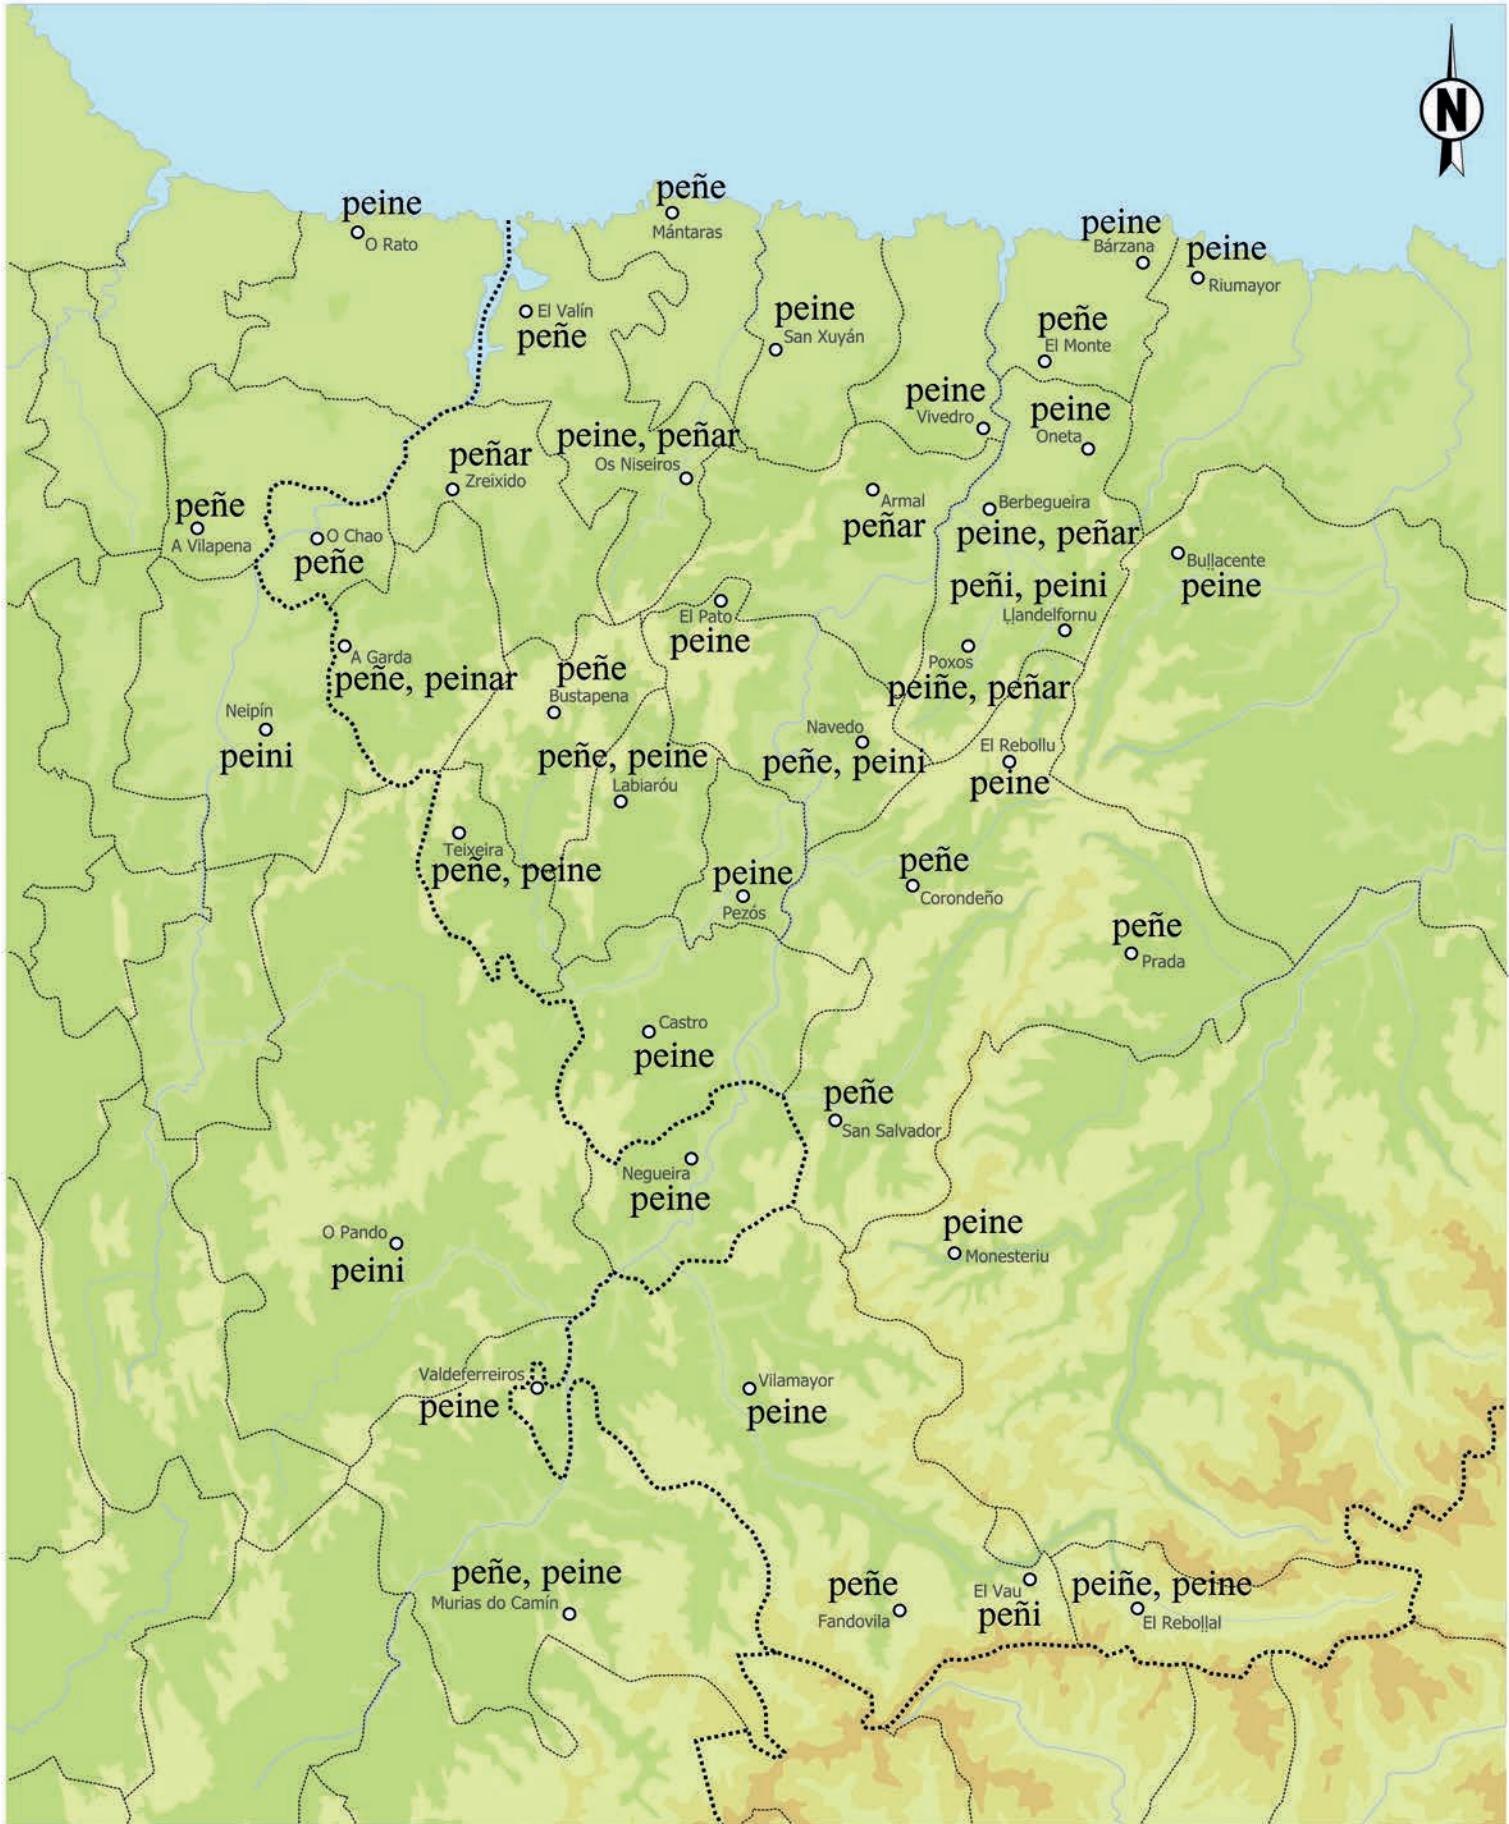 N
peñe
Mántaras
peine
O Rato
peine
Bárzana
peine
Riumayor
El Valín
peñe
peine
San Xuyán
peñe
El Monte
peine
Vivedro
peine
Oneta
peine, peñar
Os Niseiros
peñar
Zreixido
peñe
A Vilapena
O Chao
peñe
Armal
peñar
Berbegueira
peine, peñar
Bul̩l̩acente
peine
peñi, peini
L̩l̩andelfornu
El Pato
peine
A Garda
peñe, peinar
peñe
Bustapena
Poxos
peiñe, peñar
Neipín
peini
Navedo
peñe, peini
El Rebollu
peine
peñe, peine
Labiaróu
Teixeira
peñe, peine
peine
Pezós
peñe
Corondeño
peñe
Prada
Castro
peine
peñe
San Salvador
Negueira
peine
O Pando
peini
peine
Monesteriu
Valdeferreiros
peine
Vilamayor
peine
peñe, peine
Murias do Camín
peñe
Fandovila
El Vau
peñi
peiñe, peine
El Rebol̩l̩al